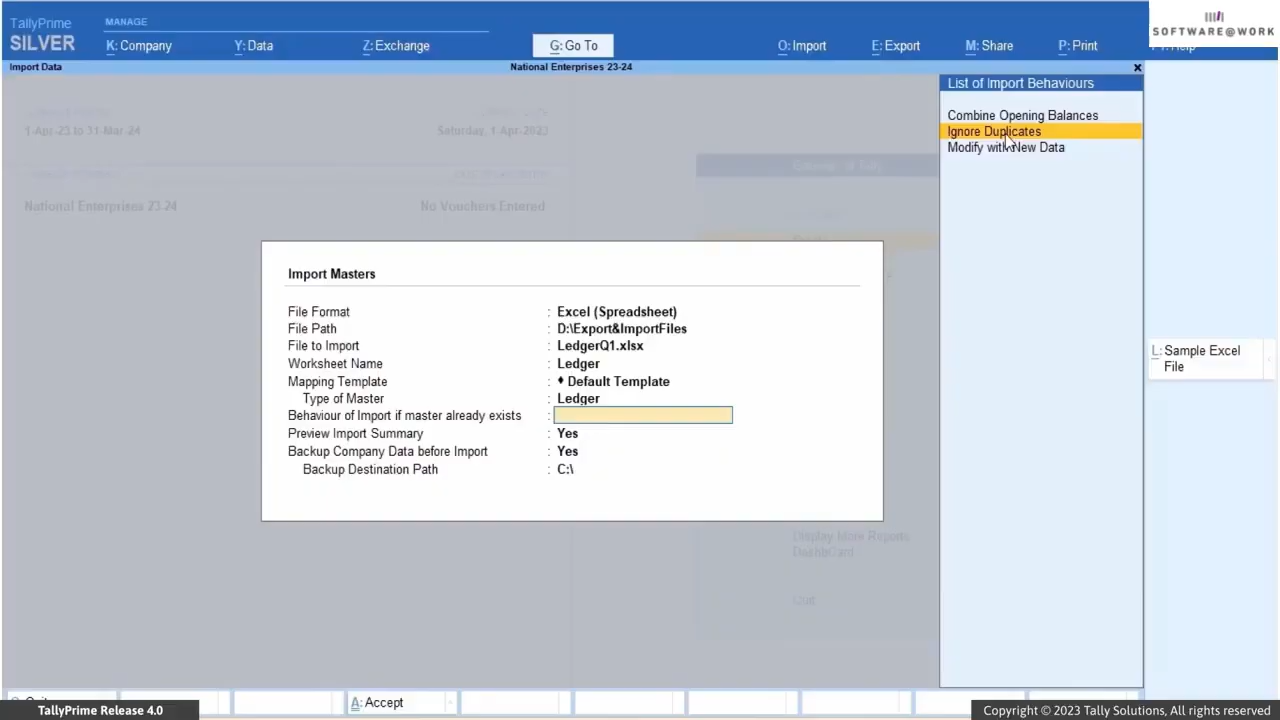 TallyPrime
SILVER
MANAGE
K: Company
Y: Data
Z: Exchange
G: Go To
O: Import
E: Export
M: Share
P: Print
SOFTWARE@WORK
Import Data
National Enterprises 23-24
List of Import Behaviours
Combine Opening Balances
Ignore Duplicates
Modify with New Data
1-Apr-23 to 31-Mar-24
Saturday, 1-Apr-2023
National Enterprises 23-24
No Vouchers Entered
Import Masters
File Format : Excel (Spreadsheet)
File Path : D:\Export&ImportFiles
File to Import : LedgerQ1.xlsx
Worksheet Name : Ledger
Mapping Template : ♦ Default Template
Type of Master : Ledger
Behaviour of Import if master already exists :
Preview Import Summary : Yes
Backup Company Data before Import : Yes
Backup Destination Path : C:\
L: Sample Excel
File
Display More Reports
DashBoard
A: Accept
TallyPrime Release 4.0
Copyright © 2023 Tally Solutions, All rights reserved